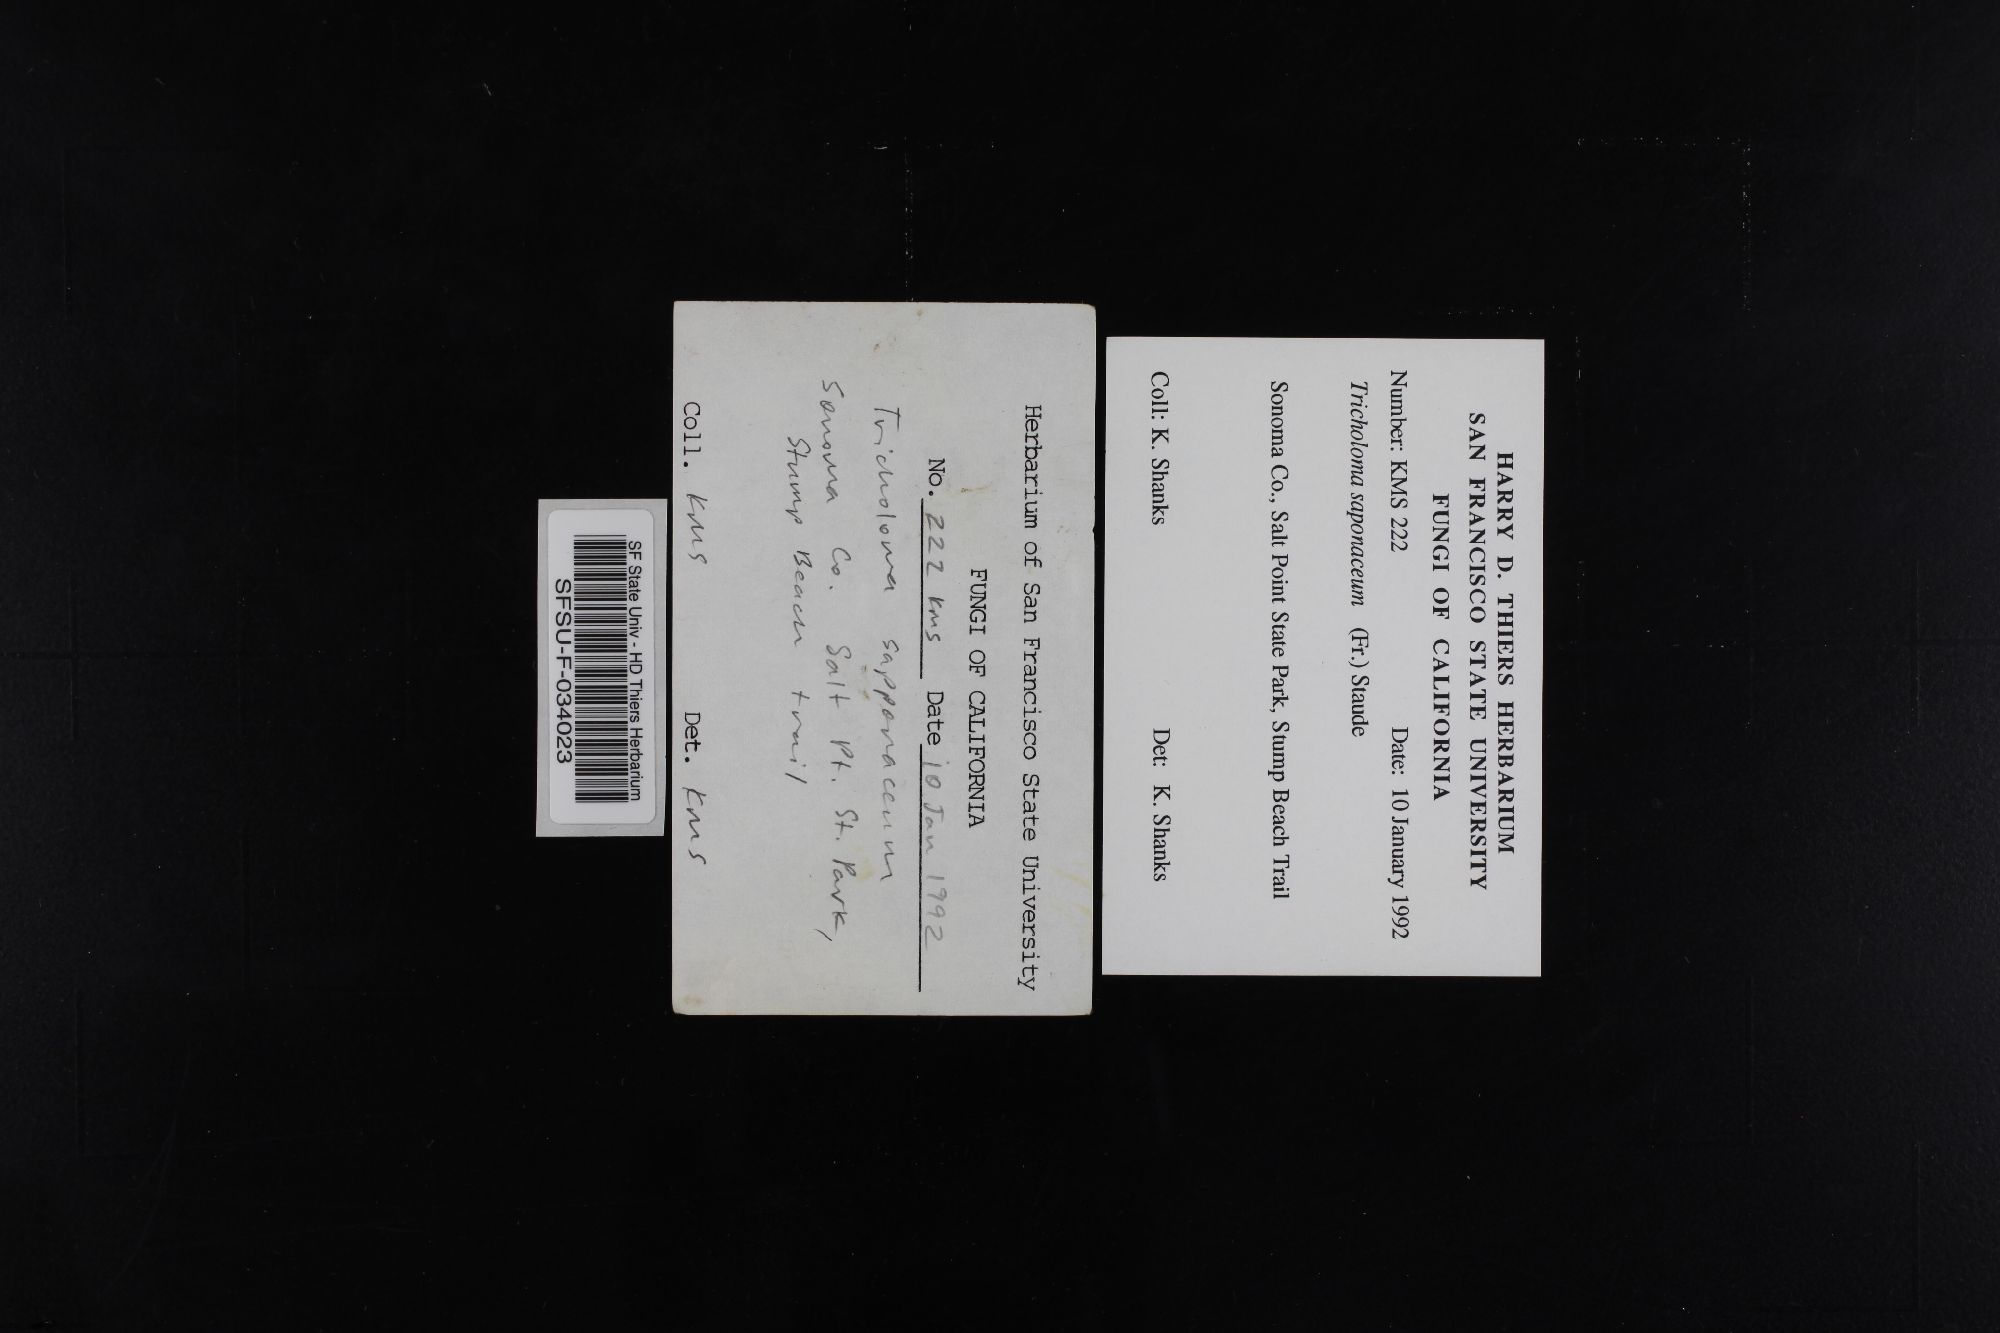 HARRY D. THIERS HERBARIUM
SAN FRANCISCO STATE UNIVERSITY
FUNGI OF CALIFORNIA
Number: KMS 222 Date: 10 January 1992
Tricholoma saponaceum (Fr.) Staude
Sonoma Co., Salt Point State Park, Stump Beach Trail
Coll: K. Shanks Det: K. Shanks
Herbarium of San Francisco State University
FUNGI OF CALIFORNIA
No. 222 KMS Date 10 Jan 1992
Tricholoma sapponaceum
Sonoma Co. Salt Pt. St. Park,
Stump Beach trail
Coll. KMS Det. KMS
SF State Univ - HD Thiers Herbarium
SFSU-F-034023